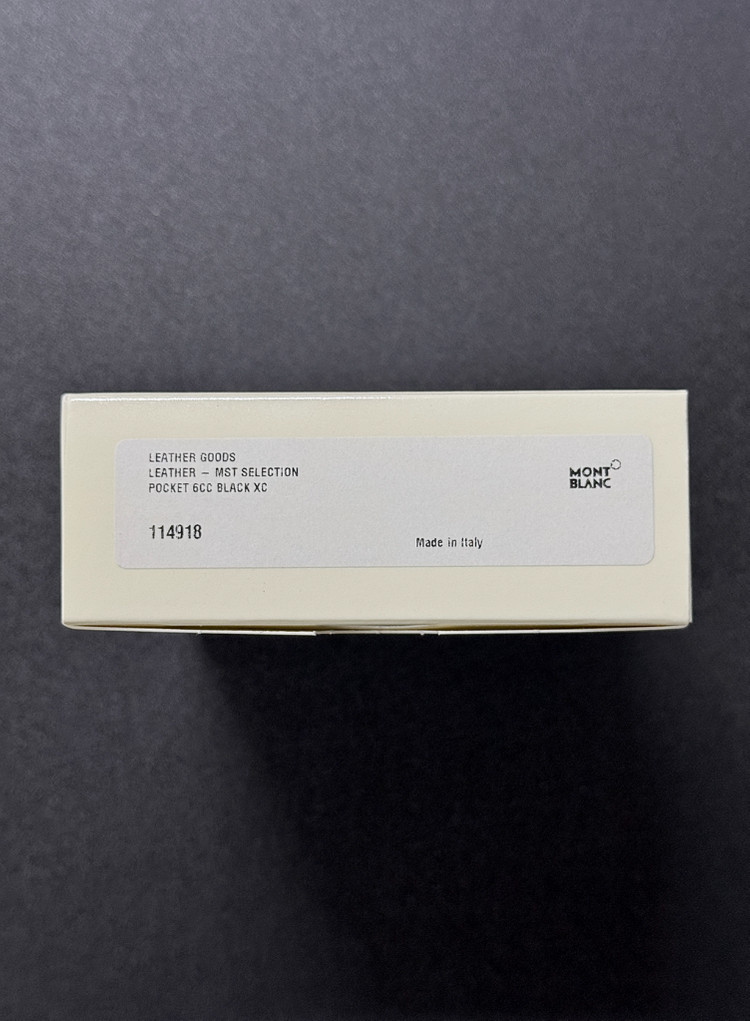 LEATHER GOODS
LEATHER – MST SELECTION
POCKET 6CC BLACK XC
114918
Made in Italy
MONT
BLANC